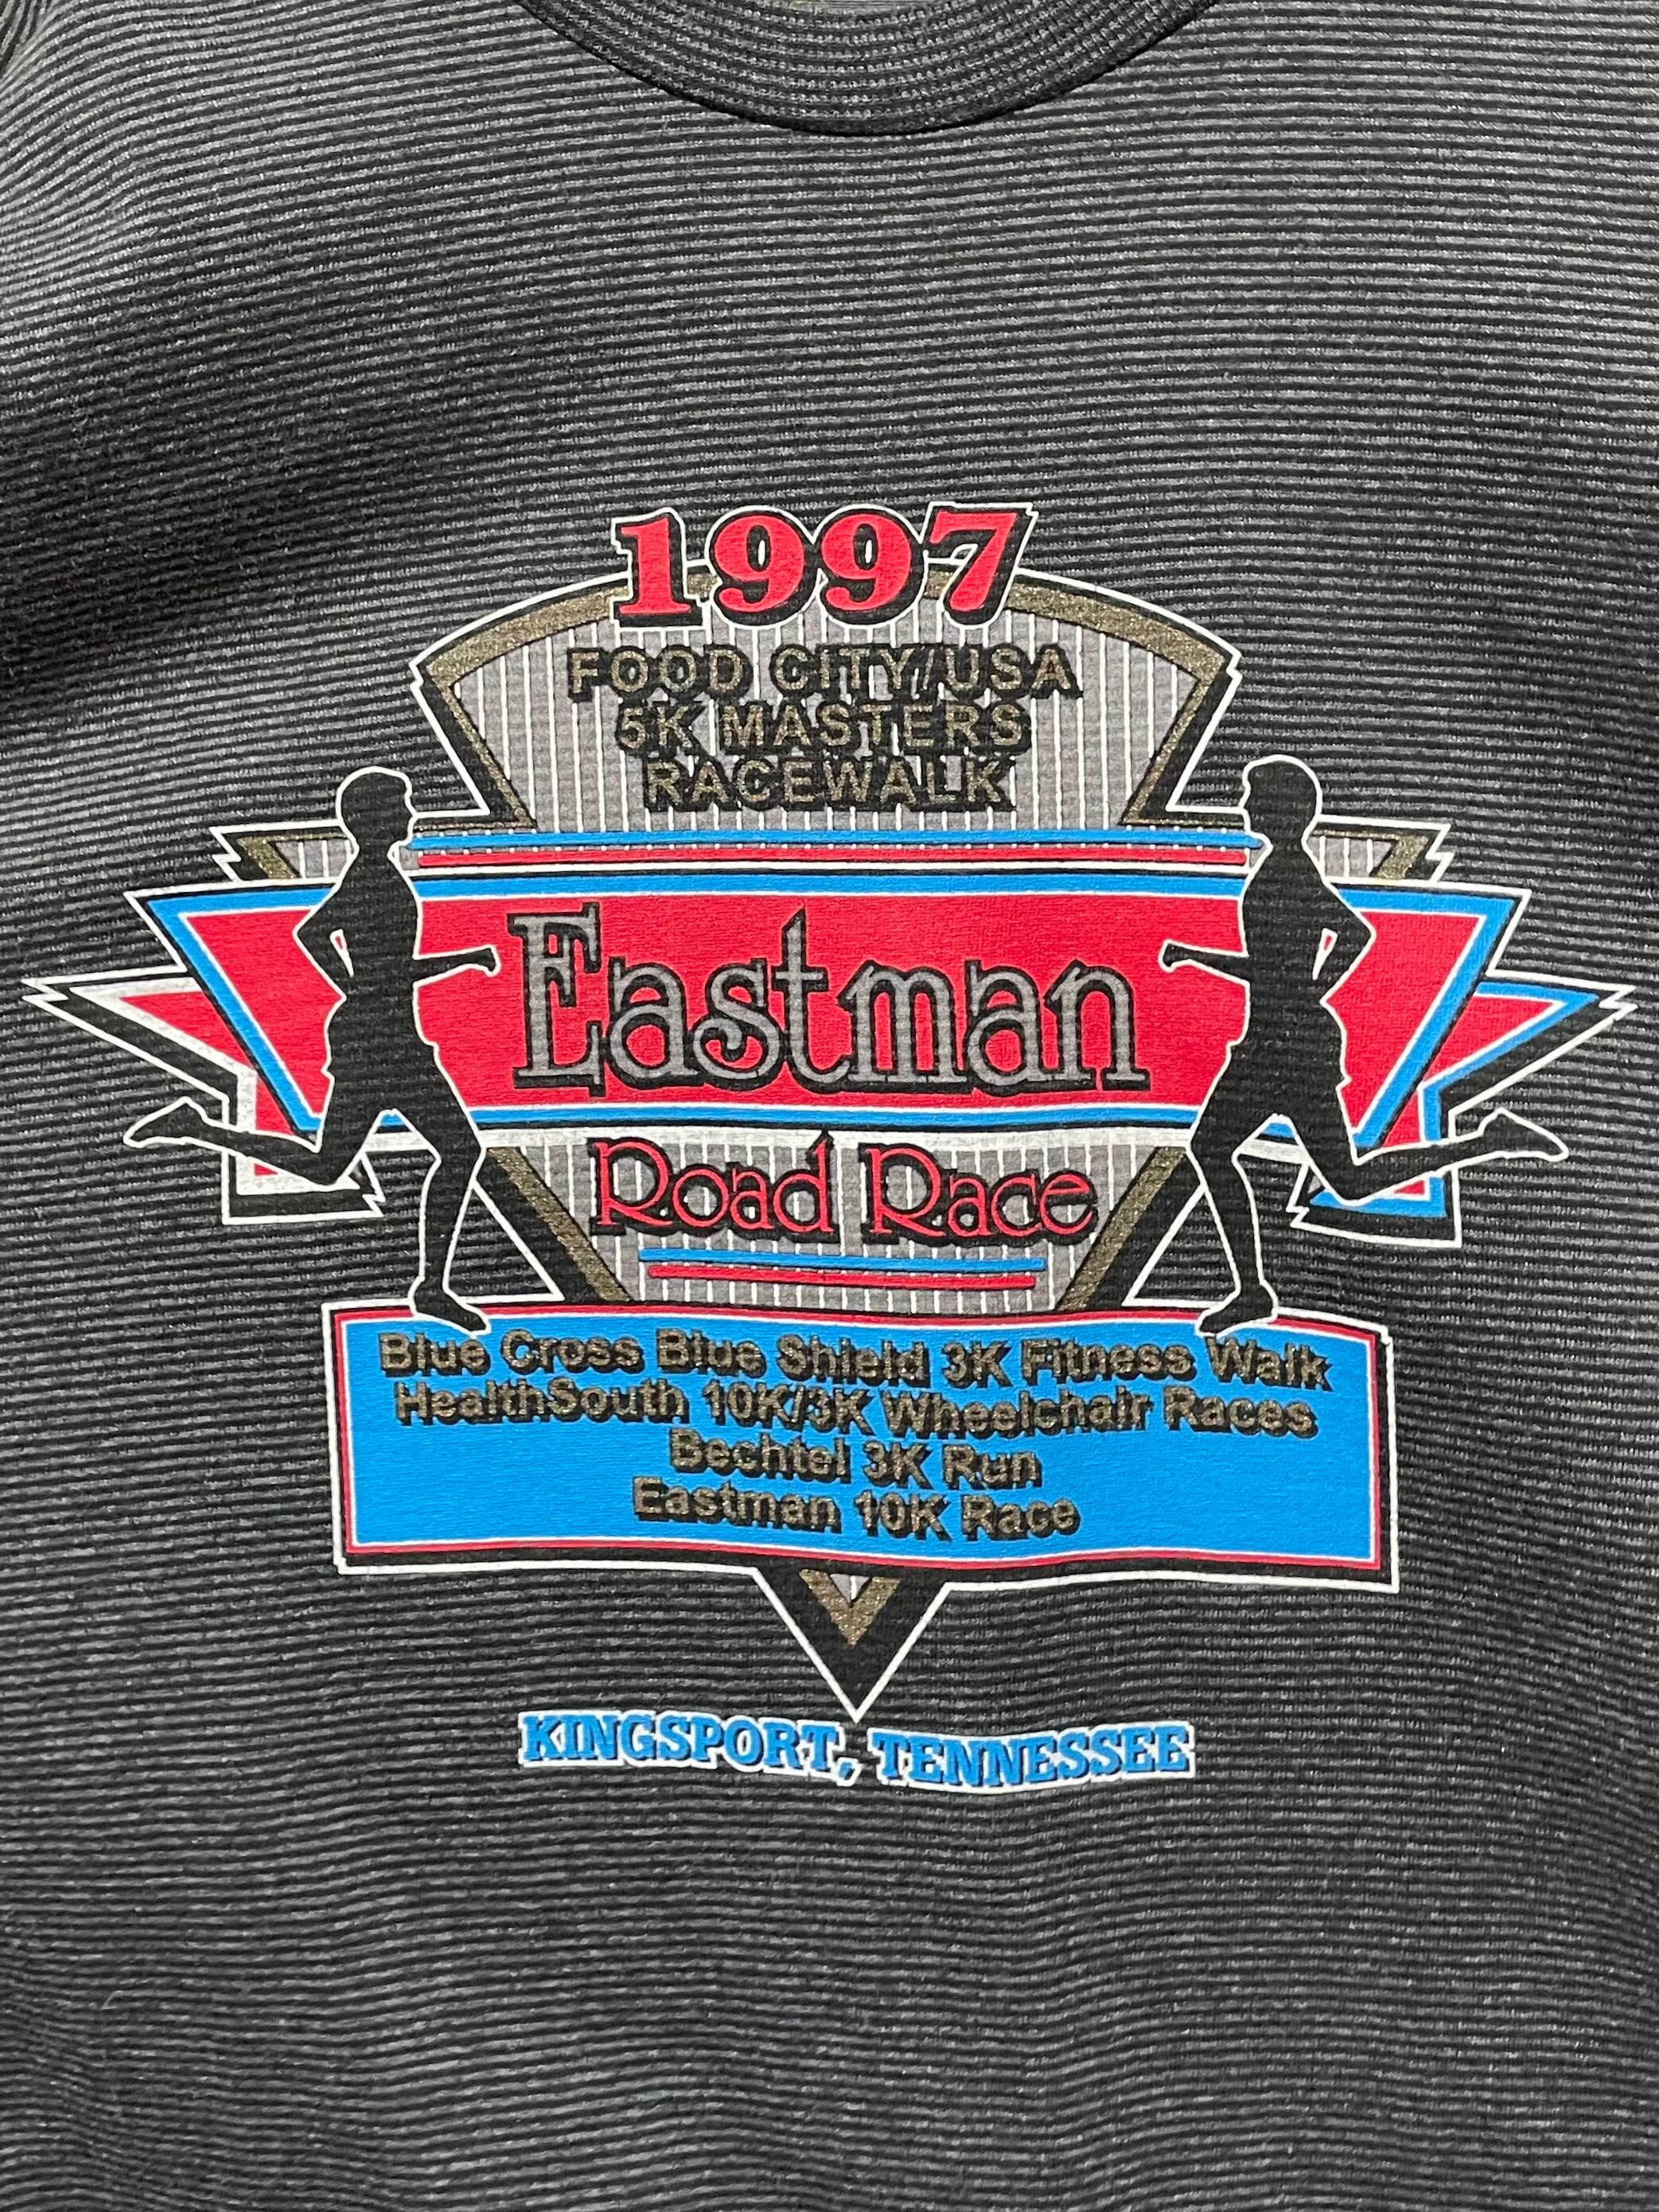 1997
FOOD CITY/USA
5K MASTERS
RACEWALK
Eastman
Road Race
Blue Cross Blue Shield 3K Fitness Walk
HealthSouth 10K/3K Wheelchair Races
Bechtel 3K Run
Eastman 10K Race
KINGSPORT, TENNESSEE